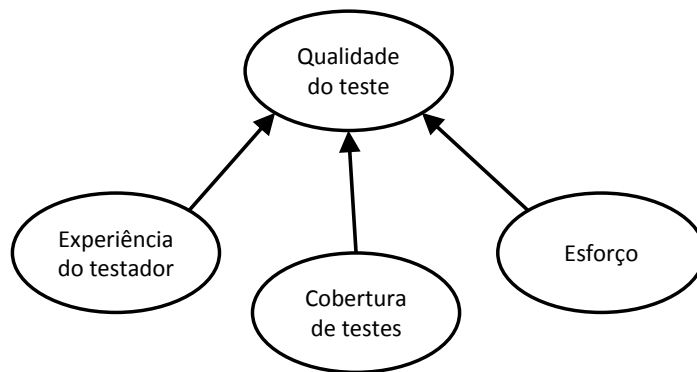 Qualidade
do teste
Experiência
do testador
Esforço
Cobertura
de testes